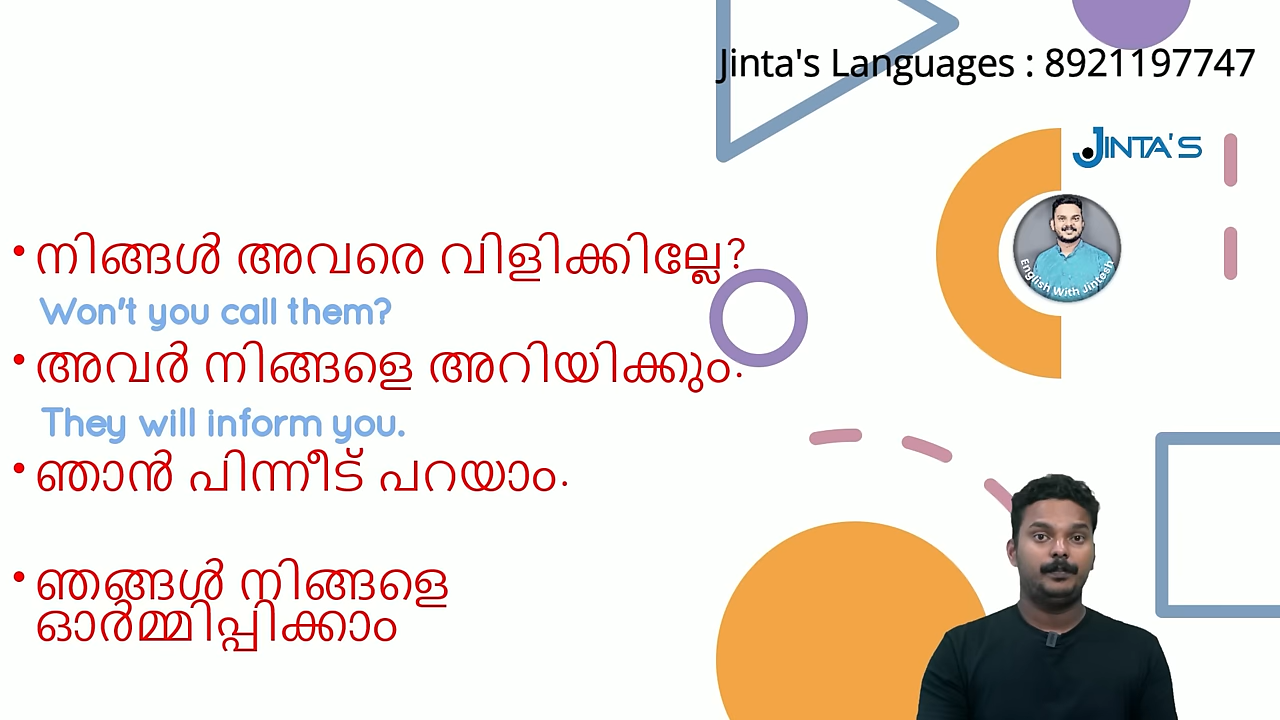 Jinta's Languages : 8921197747
JINTA'S
English With Jintesh
• നിങ്ങൾ അവരെ വിളിക്കില്ലേ?
Won't you call them?
• അവർ നിങ്ങളെ അറിയിക്കും.
They will inform you.
• ഞാൻ പിന്നീട് പറയാം.
• ഞങ്ങൾ നിങ്ങളെ
ഓർമ്മിപ്പിക്കാം